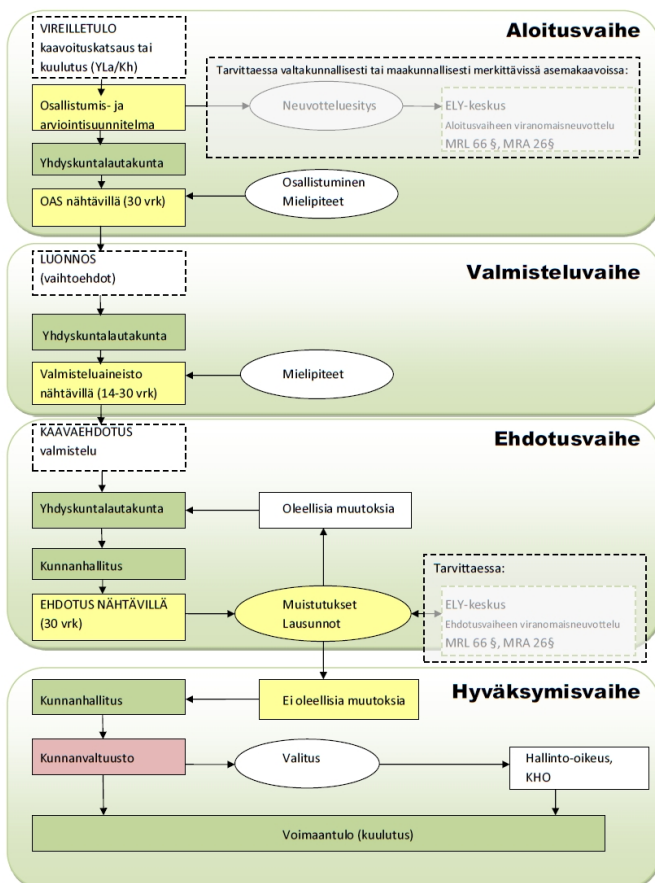 Aloitusvaihe
VIREILLETULO
kaavoituskatsaus tai
kuulutus (YLa/Kh)
Tarvittaessa valtakunnallisesti tai maakunnallisesti merkittävissä asemakaavoissa:
Osallistumis- ja
arviointisuunnitelma
Neuvotteluesitys
ELY-keskus
Aloitusvaiheen viranomaisneuvottelu
MRL 66 §, MRA 26§
Yhdyskuntalautakunta
OAS nähtävillä (30 vrk)
Osallistuminen
Mielipiteet
Valmisteluvaihe
LUONNOS
(vaihtoehdot)
Yhdyskuntalautakunta
Valmisteluaineisto
nähtävillä (14-30 vrk)
Mielipiteet
Ehdotusvaihe
KAAVAEHDOTUS
valmistelu
Yhdyskuntalautakunta
Oleellisia muutoksia
Kunnanhallitus
EHDOTUS NÄHTÄVILLÄ
(30 vrk)
Muistutukset
Lausunnot
Tarvittaessa:
ELY-keskus
Ehdotusvaiheen viranomaisneuvottelu
MRL 66 §, MRA 26§
Hyväksymisvaihe
Kunnanhallitus
Ei oleellisia muutoksia
Kunnanvaltuusto
Valitus
Hallinto-oikeus,
KHO
Voimaantulo (kuulutus)